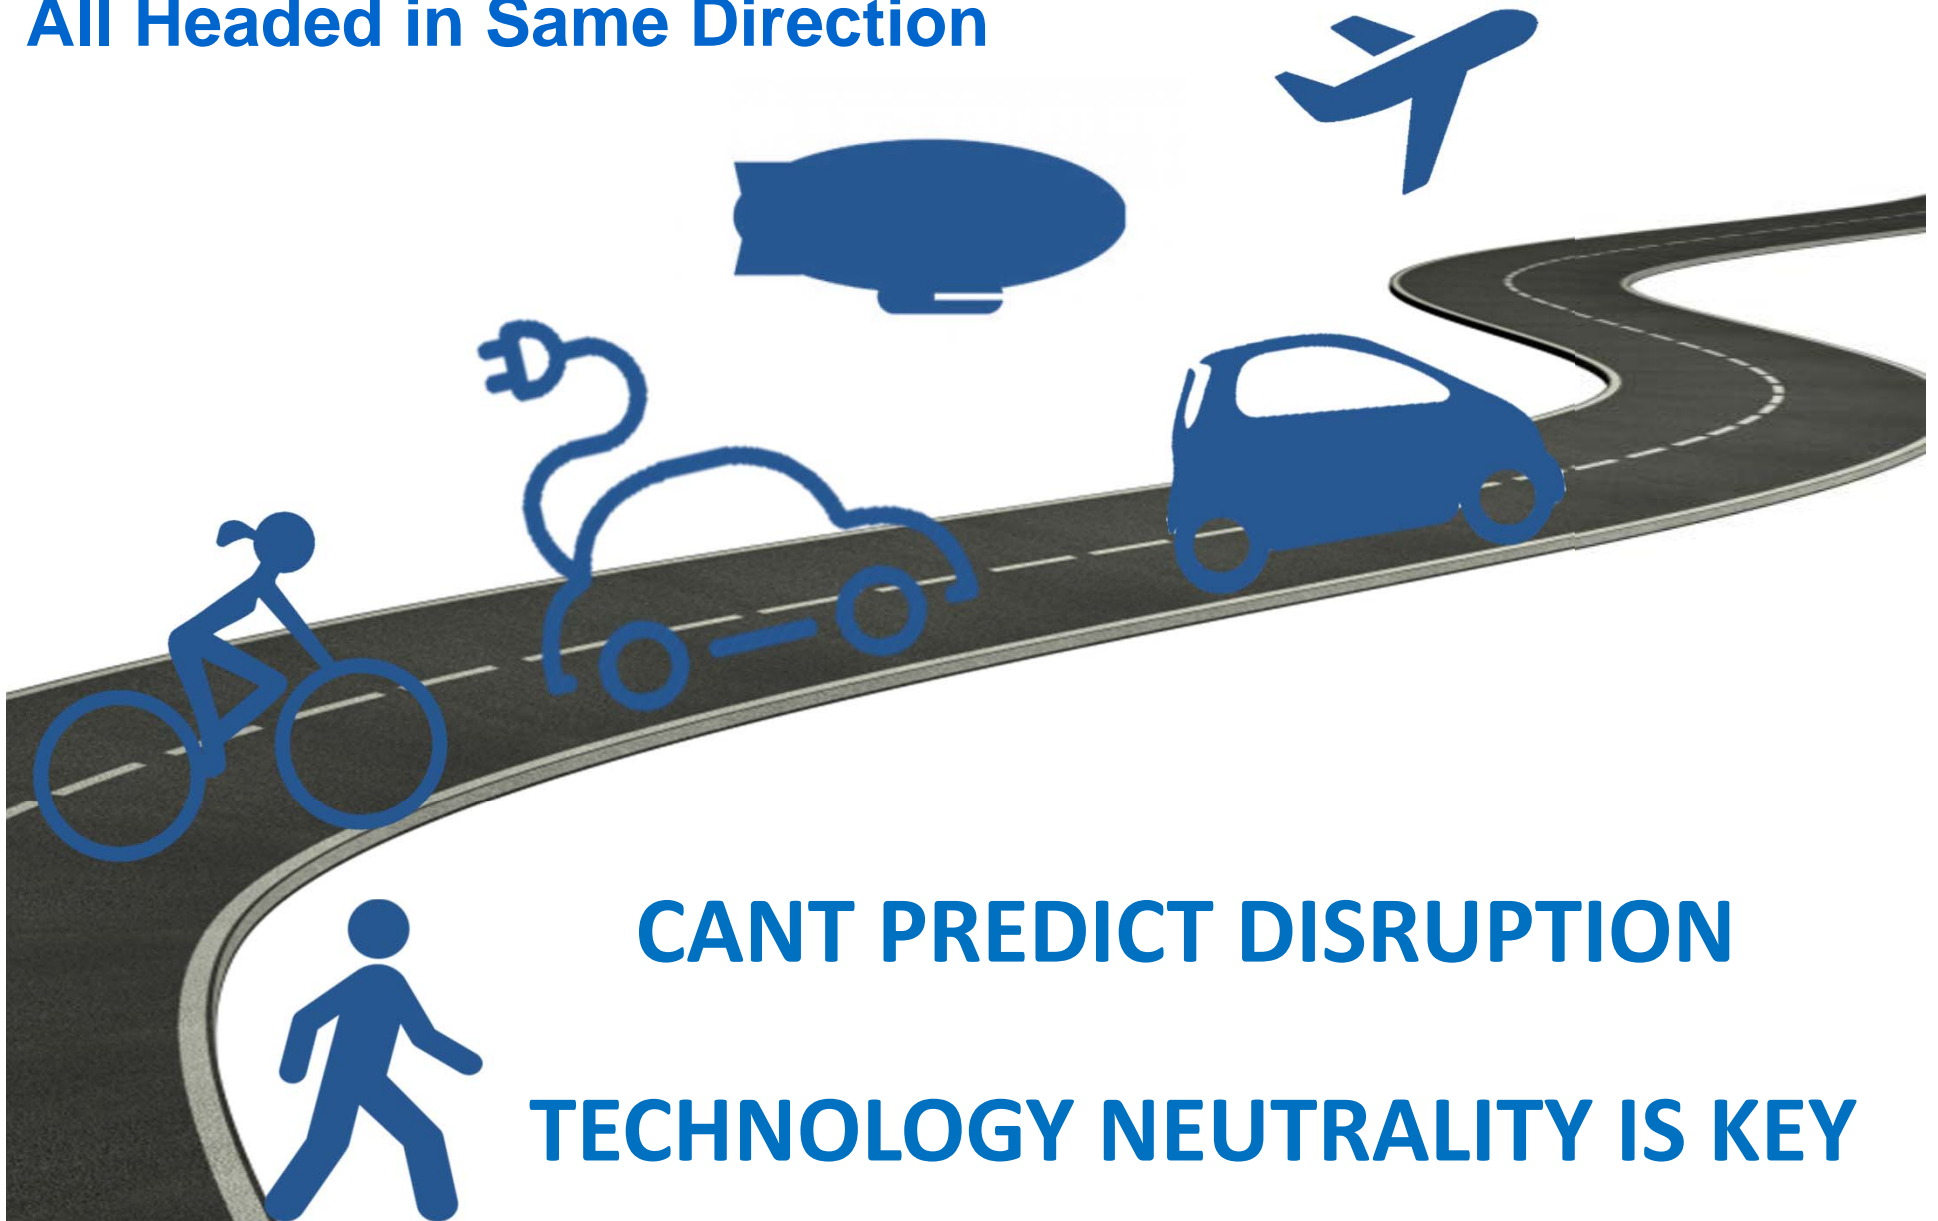 All Headed in Same Direction
CANT PREDICT DISRUPTION
TECHNOLOGY NEUTRALITY IS KEY